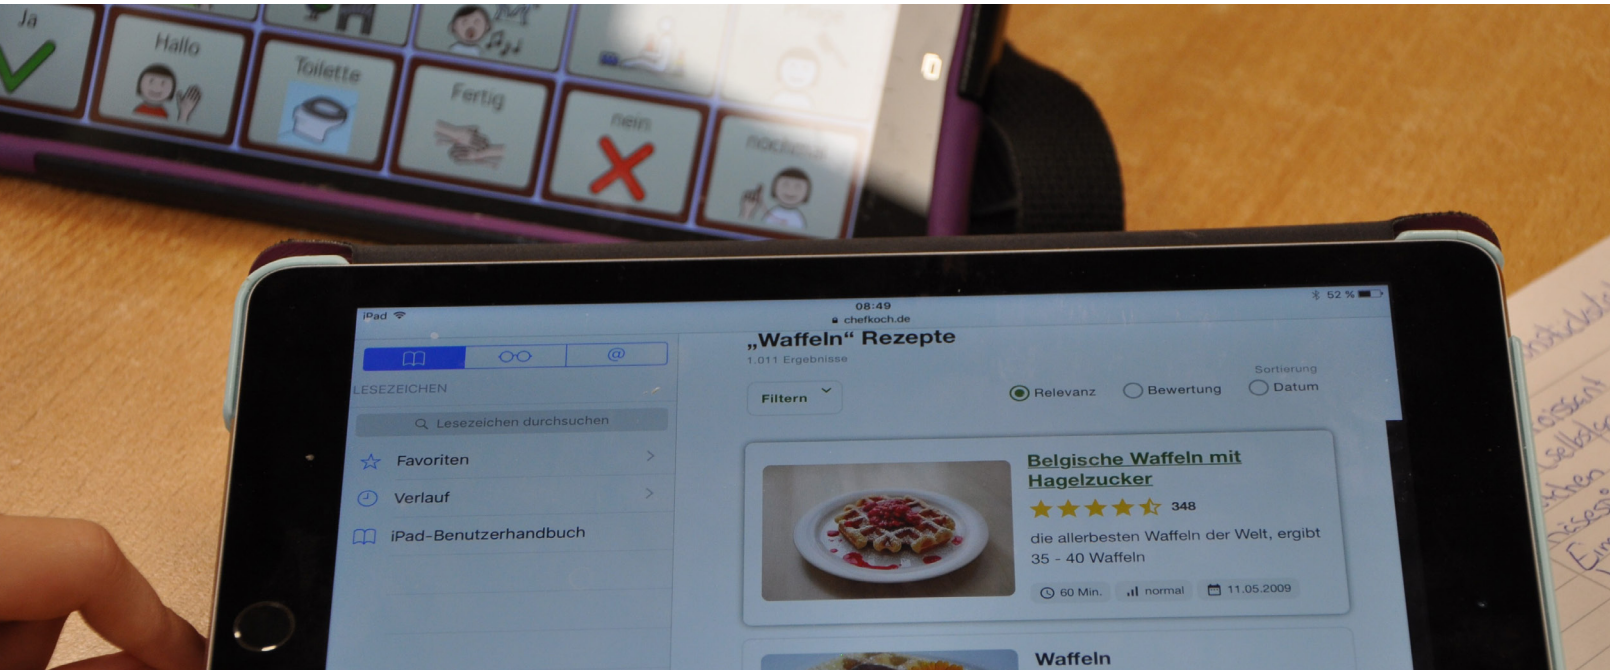 Ja
Hallo
Toilette
Fertig
nein
nochmal
iPad
08:49
52 %
chefkoch.de
„Waffeln“ Rezepte
1.011 Ergebnisse
Sortierung
Filtern
Relevanz
Bewertung
Datum
@
LESEZEICHEN
Lesezeichen durchsuchen
Favoriten
Verlauf
iPad-Benutzerhandbuch
Belgische Waffeln mit
Hagelzucker
348
die allerbesten Waffeln der Welt, ergibt
35 - 40 Waffeln
60 Min.
normal
11.05.2009
Waffeln